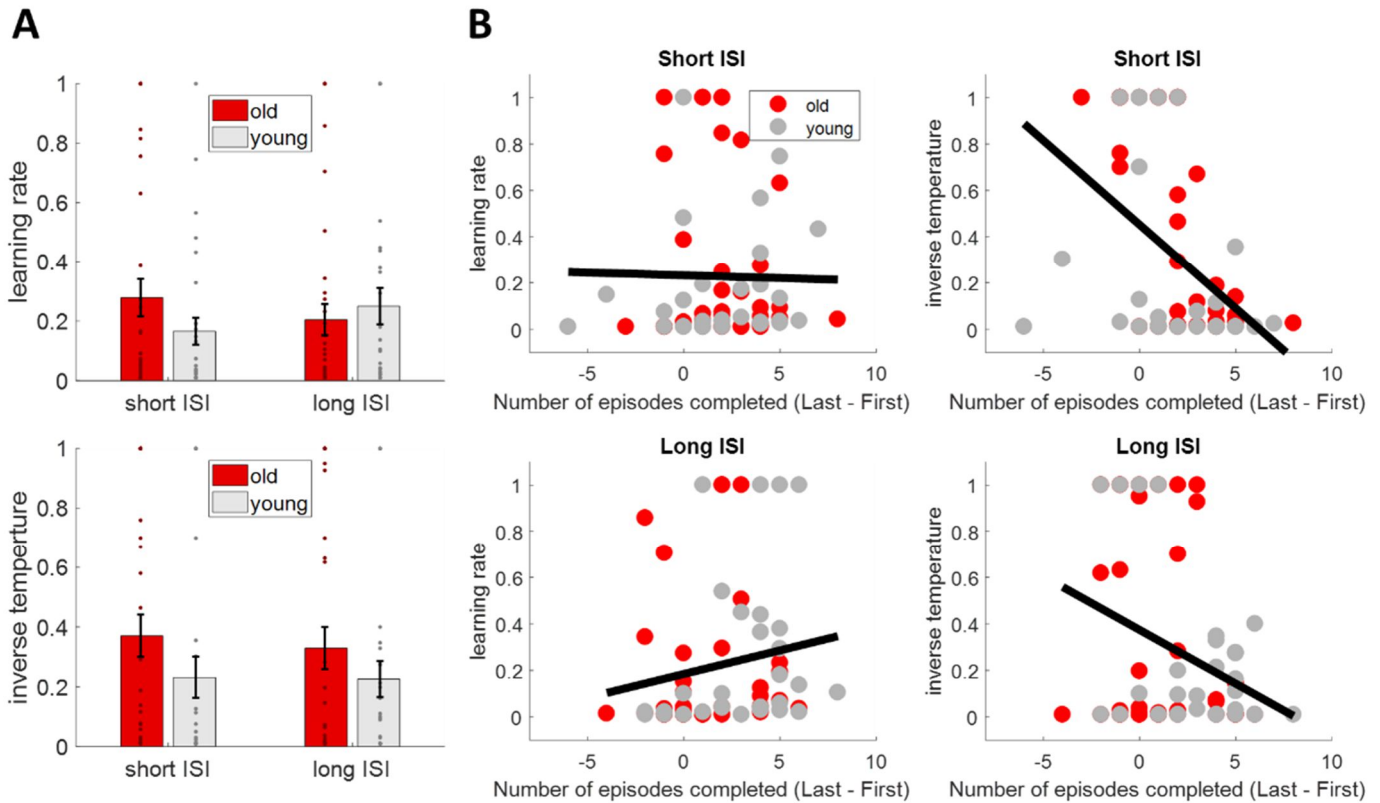 A
B
learning rate
1
0.8
0.6
0.4
0.2
0
old
young
short ISI
long ISI
inverse temperture
1
0.8
0.6
0.4
0.2
0
old
young
short ISI
long ISI
Short ISI
learning rate
1
0.8
0.6
0.4
0.2
0
old
young
-5
0
5
10
Number of episodes completed (Last - First)
Short ISI
inverse temperature
1
0.8
0.6
0.4
0.2
0
-5
0
5
10
Number of episodes completed (Last - First)
Long ISI
learning rate
1
0.8
0.6
0.4
0.2
0
-5
0
5
10
Number of episodes completed (Last - First)
Long ISI
inverse temperature
1
0.8
0.6
0.4
0.2
0
-5
0
5
10
Number of episodes completed (Last - First)